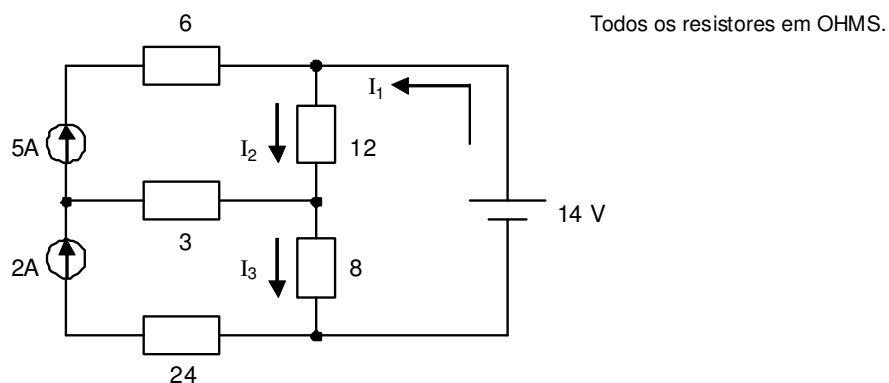 6
Todos os resistores em OHMS.
I1
5A
I2
12
14 V
3
2A
I3
8
24